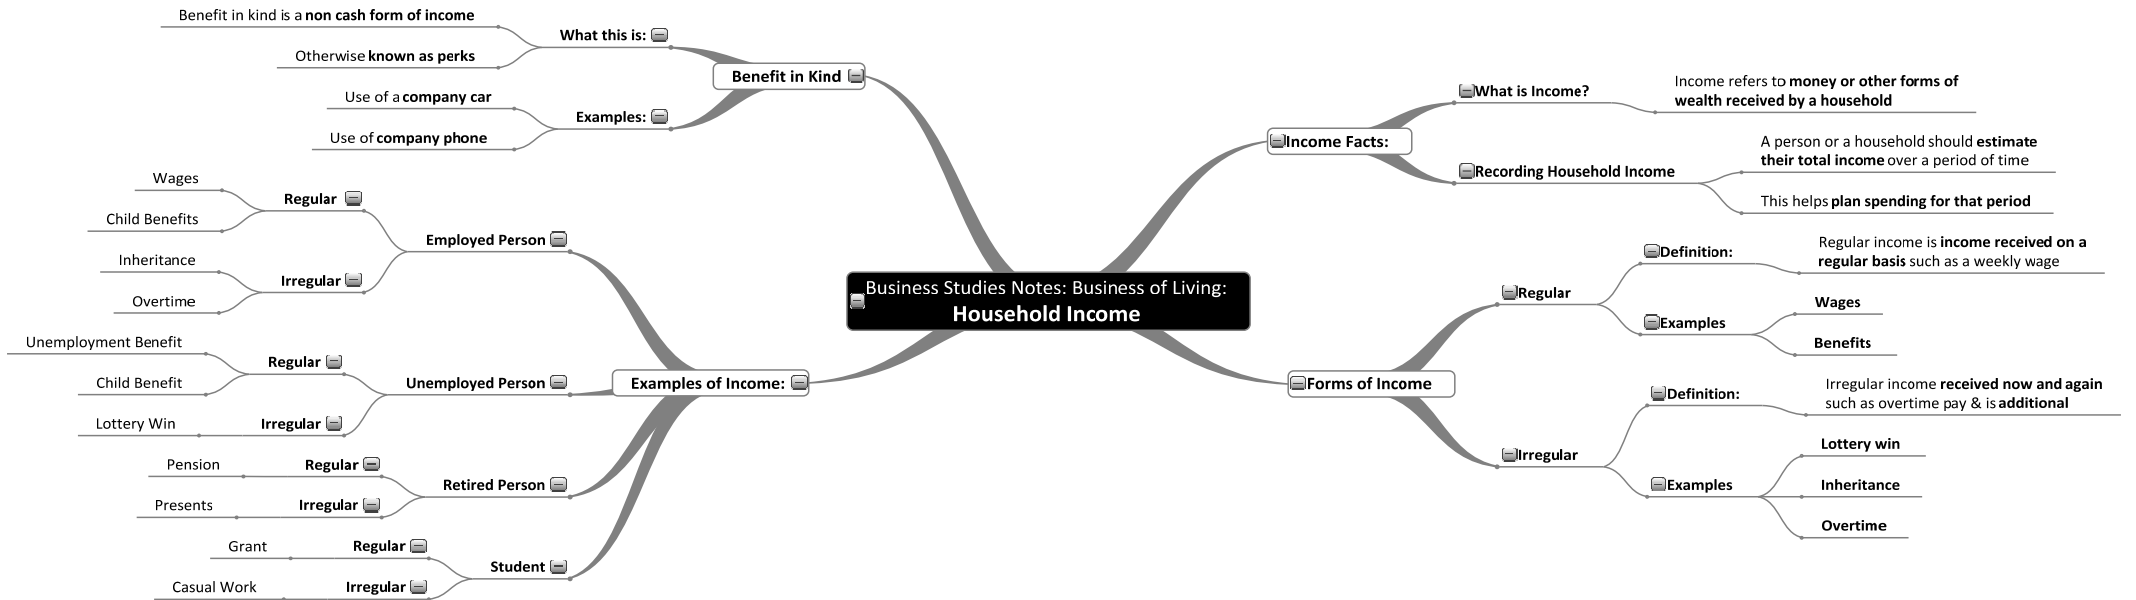 Business Studies Notes: Business of Living:
Household Income
Benefit in Kind
What this is:
Benefit in kind is a non cash form of income
Otherwise known as perks
Examples:
Use of a company car
Use of company phone
Income Facts:
What is Income?
Income refers to money or other forms of
wealth received by a household
Recording Household Income
A person or a household should estimate
their total income over a period of time
This helps plan spending for that period
Forms of Income
Regular
Definition:
Regular income is income received on a
regular basis such as a weekly wage
Examples
Wages
Benefits
Irregular
Definition:
Irregular income received now and again
such as overtime pay & is additional
Examples
Lottery win
Inheritance
Overtime
Examples of Income:
Employed Person
Regular
Wages
Child Benefits
Irregular
Inheritance
Overtime
Unemployed Person
Regular
Unemployment Benefit
Child Benefit
Irregular
Lottery Win
Retired Person
Regular
Pension
Irregular
Presents
Student
Regular
Grant
Irregular
Casual Work